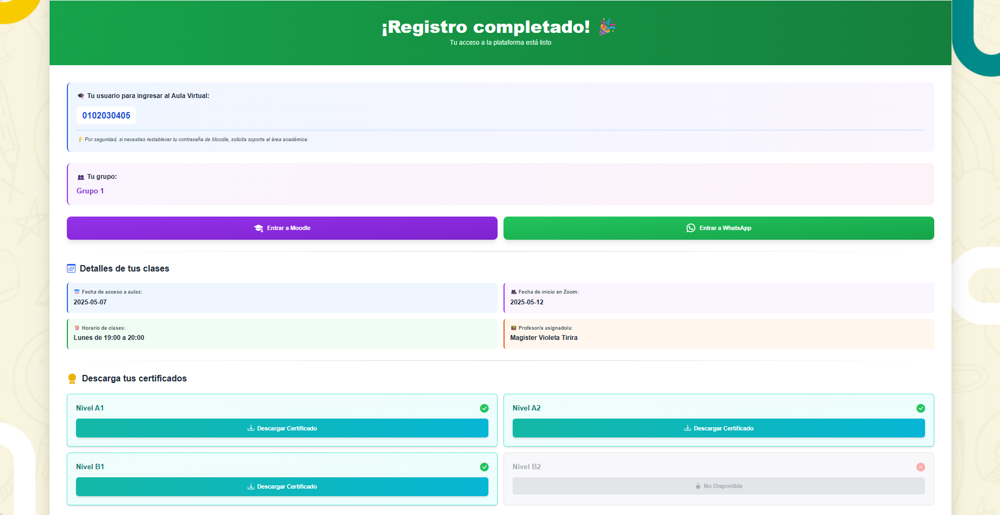 ¡Registro completado! 🎉
Tu acceso a la plataforma está listo
🎓 Tu usuario para ingresar al Aula Virtual:
0102030405
💡 Por seguridad, si necesitas restablecer tu contraseña de Moodle, solicita soporte al área académica.
👥 Tu grupo:
Grupo 1
Entrar a Moodle
Entrar a WhatsApp
Detalles de tus clases
Fecha de acceso a aulas:
2025-05-07
Fecha de inicio en Zoom:
2025-05-12
Horario de clases:
Lunes de 19:00 a 20:00
Profesor/a asignado/a:
Magister Violeta Tirira
Descarga tus certificados
Nivel A1
Descargar Certificado
Nivel A2
Descargar Certificado
Nivel B1
Descargar Certificado
Nivel B2
No Disponible